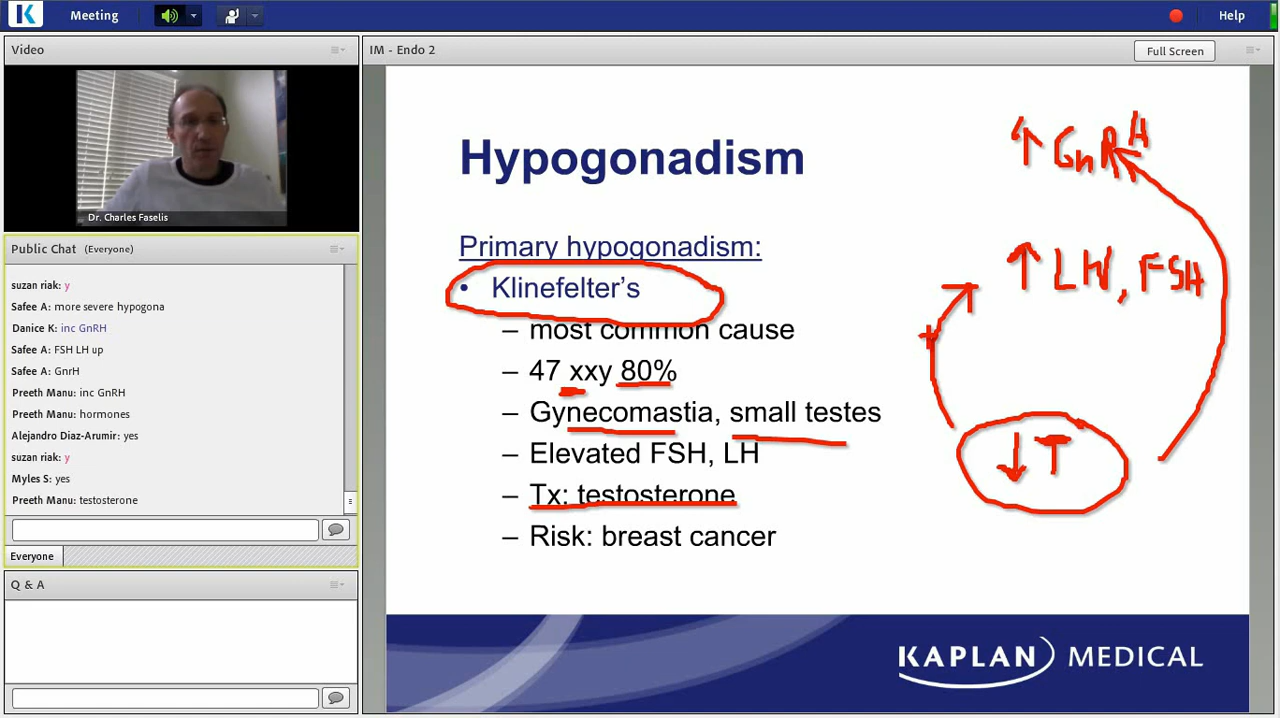 K Meeting Help
Video
IM - Endo 2
Full Screen
Dr. Charles Faselis
Public Chat (Everyone)
suzan riak: y
Safee A: more severe hypogona
Danice K: inc GnRH
Safee A: FSH LH up
Safee A: GnrH
Preeth Manu: inc GnRH
Preeth Manu: hormones
Alejandro Diaz-Arumir: yes
suzan riak: y
Myles S: yes
Preeth Manu: testosterone
Everyone
Q & A
Hypogonadism
Primary hypogonadism:
• Klinefelter's
– most common cause
– 47 xxy 80%
– Gynecomastia, small testes
– Elevated FSH, LH
– Tx: testosterone
– Risk: breast cancer
↑ GnRH
↑ LH, FSH
↓ T
KAPLAN MEDICAL